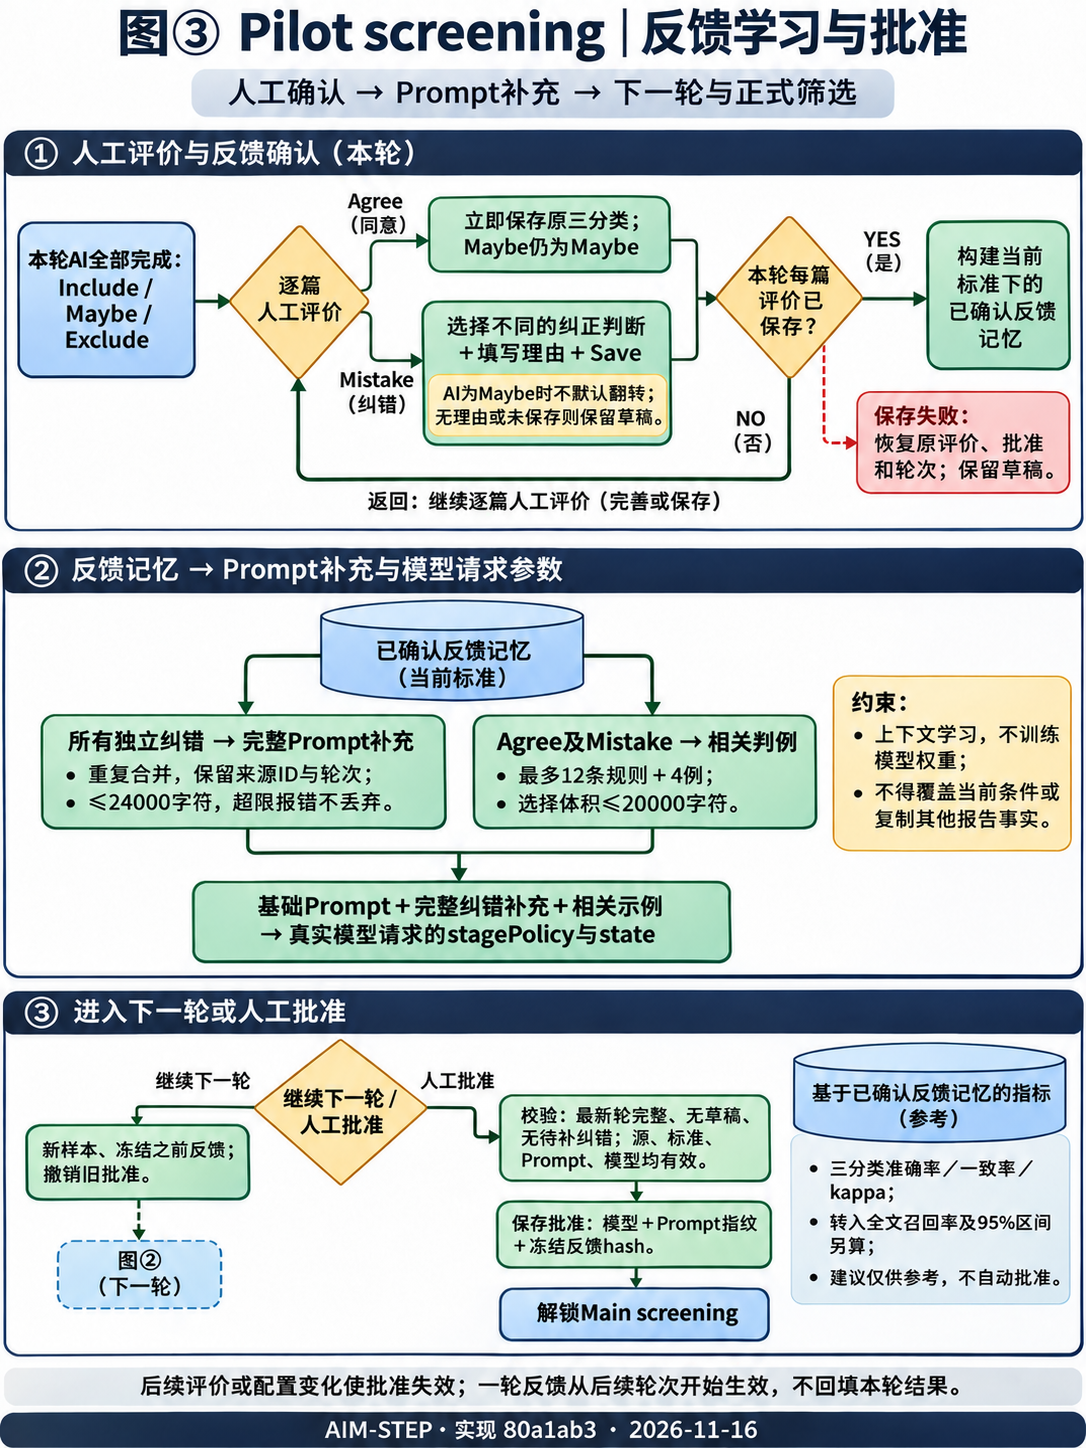 图③ Pilot screening | 反馈学习与批准
人工确认 → Prompt补充 → 下一轮与正式筛选
① 人工评价与反馈确认（本轮）
本轮AI全部完成：
Include /
Maybe /
Exclude
逐篇
人工评价
Agree
（同意）
立即保存原三分类；
Maybe仍为Maybe
Mistake
（纠错）
选择不同的纠正判断
＋填写理由＋Save
AI为Maybe时不默认翻转；
无理由或未保存则保留草稿。
本轮每篇
评价已
保存？
YES
（是）
构建当前
标准下的
已确认反馈
记忆
NO
（否）
保存失败：
恢复原评价、批准
和轮次；保留草稿。
返回：继续逐篇人工评价（完善或保存）
② 反馈记忆 → Prompt补充与模型请求参数
已确认反馈记忆
（当前标准）
所有独立纠错 → 完整Prompt补充
• 重复合并，保留来源ID与轮次；
• ≤24000字符，超限报错不丢弃。
Agree及Mistake → 相关判例
• 最多12条规则＋4例；
• 选择体积≤20000字符。
约束：
• 上下文学习，不训练
模型权重；
• 不得覆盖当前条件或
复制其他报告事实。
基础Prompt＋完整纠错补充＋相关示例
→ 真实模型请求的stagePolicy与state
③ 进入下一轮或人工批准
继续下一轮
继续下一轮 /
人工批准
人工批准
新样本、冻结之前反馈；
撤销旧批准。
图②
（下一轮）
校验：最新轮完整、无草稿、
无待补纠错；源、标准、
Prompt、模型均有效。
保存批准：模型＋Prompt指纹
＋冻结反馈hash。
解锁Main screening
基于已确认反馈记忆的指标
（参考）
• 三分类准确率／一致率／
kappa；
• 转入全文召回率及95%区间
另算；
• 建议仅供参考，不自动批准。
后续评价或配置变化使批准失效；一轮反馈从后续轮次开始生效，不回填本轮结果。
AIM-STEP · 实现 80a1ab3 · 2026-11-16